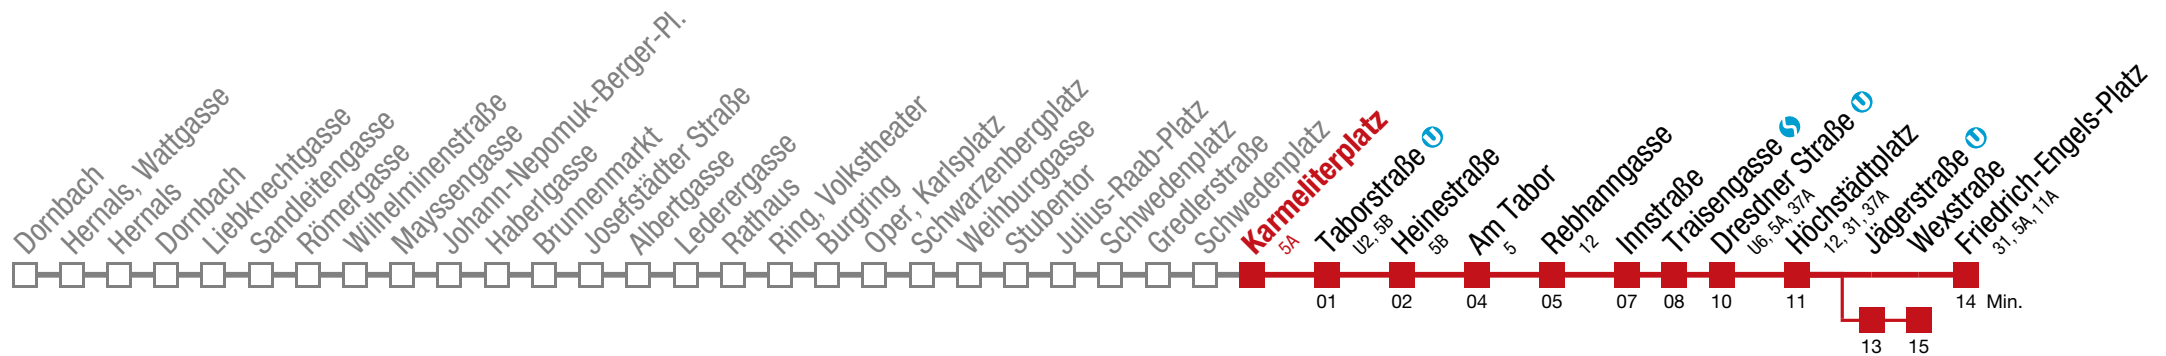 Dornbach
Hernals, Wattgasse
Hernals
Dornbach
Liebknechtgasse
Sandleitengasse
Römergasse
Wilhelminenstraße
Mayssengasse
Johann-Nepomuk-Berger-Pl.
Haberlgasse
Brunnenmarkt
Josefstädter Straße
Albertgasse
Lederergasse
Rathaus
Ring, Volkstheater
Burgring
Oper, Karlsplatz
Schwarzenbergplatz
Weihburggasse
Stubentor
Julius-Raab-Platz
Schwedenplatz
Gredlerstraße
Schwedenplatz
Karmeliterplatz
5A
Taborstraße U
U2, 5B
Heinestraße
5B
Am Tabor
5
Rebhanngasse
12
Innstraße
Traisengasse S
Dresdner Straße U
U6, 5A, 37A
Höchstädtplatz
12, 31, 37A
Jägerstraße U
Wexstraße
Friedrich-Engels-Platz
31, 5A, 11A
01 02 04 05 07 08 10 11 14 Min.
13 15